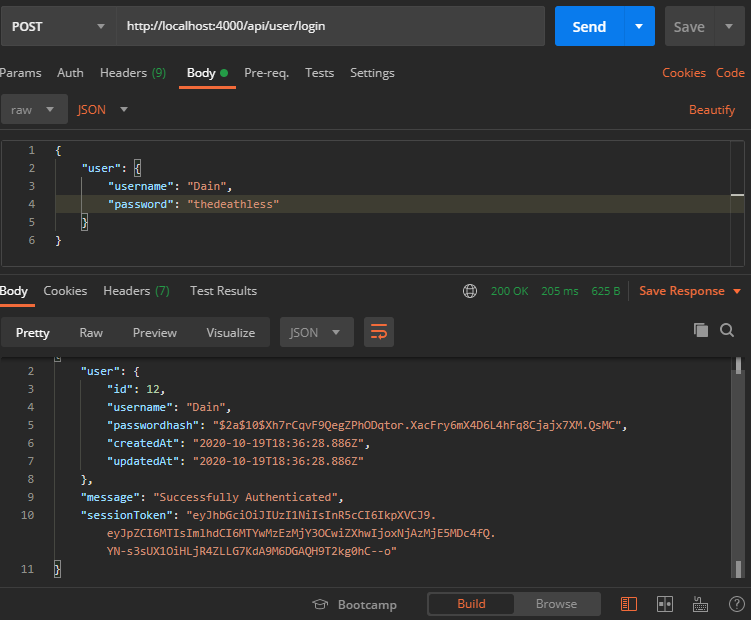 POST http://localhost:4000/api/user/login Send Save
Params Auth Headers (9) Body Pre-req. Tests Settings Cookies Code
raw JSON Beautify
1 {
2 "user": {
3 "username": "Dain",
4 "password": "thedeathless"
5 }
6 }
Body Cookies Headers (7) Test Results 200 OK 205 ms 625 B Save Response
Pretty Raw Preview Visualize JSON
2 "user": {
3 "id": 12,
4 "username": "Dain",
5 "passwordhash": "$2a$10$Xh7rCqvF9QegZPhODqtor.XacFry6mX4D6L4hFq8Cjajx7XM.QsMC",
6 "createdAt": "2020-10-19T18:36:28.886Z",
7 "updatedAt": "2020-10-19T18:36:28.886Z"
8 },
9 "message": "Successfully Authenticated",
10 "sessionToken": "eyJhbGciOiJIUzI1NiIsInR5cCI6IkpXVCJ9.
eyJpZCI6MTIsImlhdCI6MTYwMzEzMjY3OCwiZXhwIjoxNjAzMjE5MDc4fQ.
YN-s3sUX1OiHLjR4ZLLG7KdA9M6DGAQH9T2kg0hC--o"
11 }
Bootcamp Build Browse